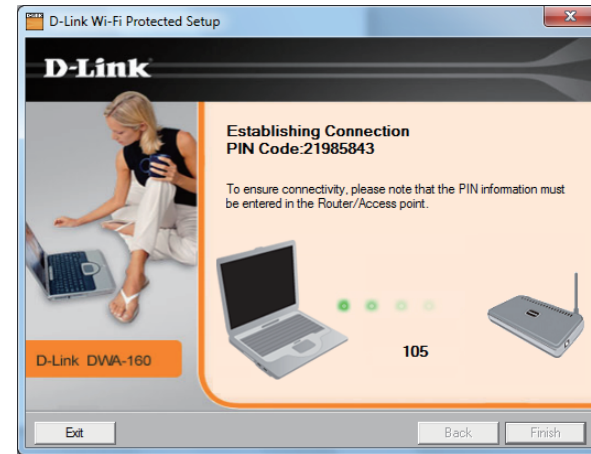 D-Link Wi-Fi Protected Setup
D-Link
Establishing Connection
PIN Code:21985843
To ensure connectivity, please note that the PIN information must
be entered in the Router/Access point.
105
D-Link DWA-160
Exit
Back
Finish